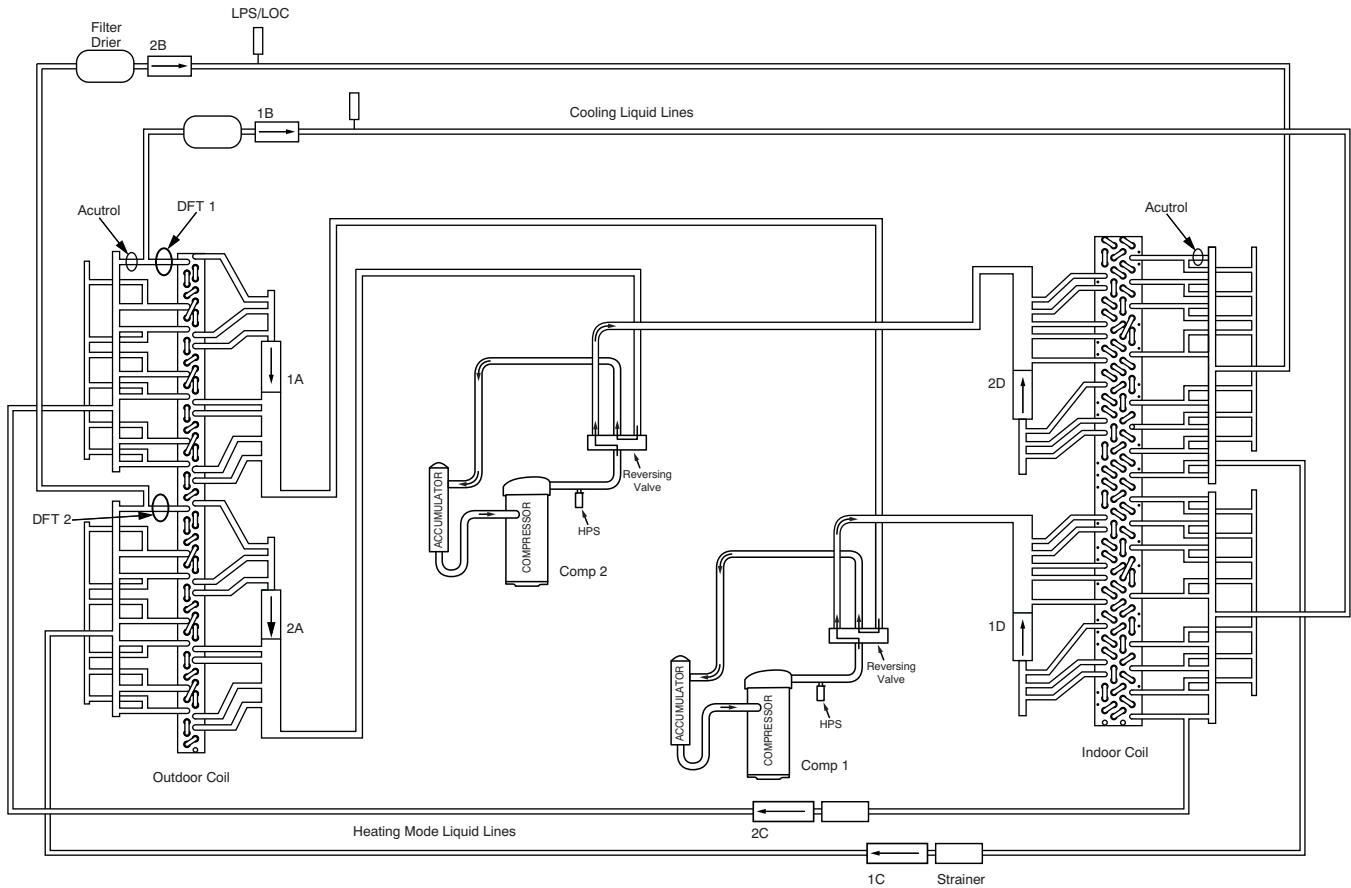 LPS/LOC
Filter
Drier
2B
1B
Cooling Liquid Lines
Acutrol
DFT 1
Acutrol
1A
2D
Reversing
Valve
ACCUMULATOR
COMPRESSOR
HPS
DFT 2
Comp 2
2A
1D
Reversing
Valve
ACCUMULATOR
COMPRESSOR
HPS
Comp 1
Outdoor Coil
Indoor Coil
Heating Mode Liquid Lines
2C
1C
Strainer